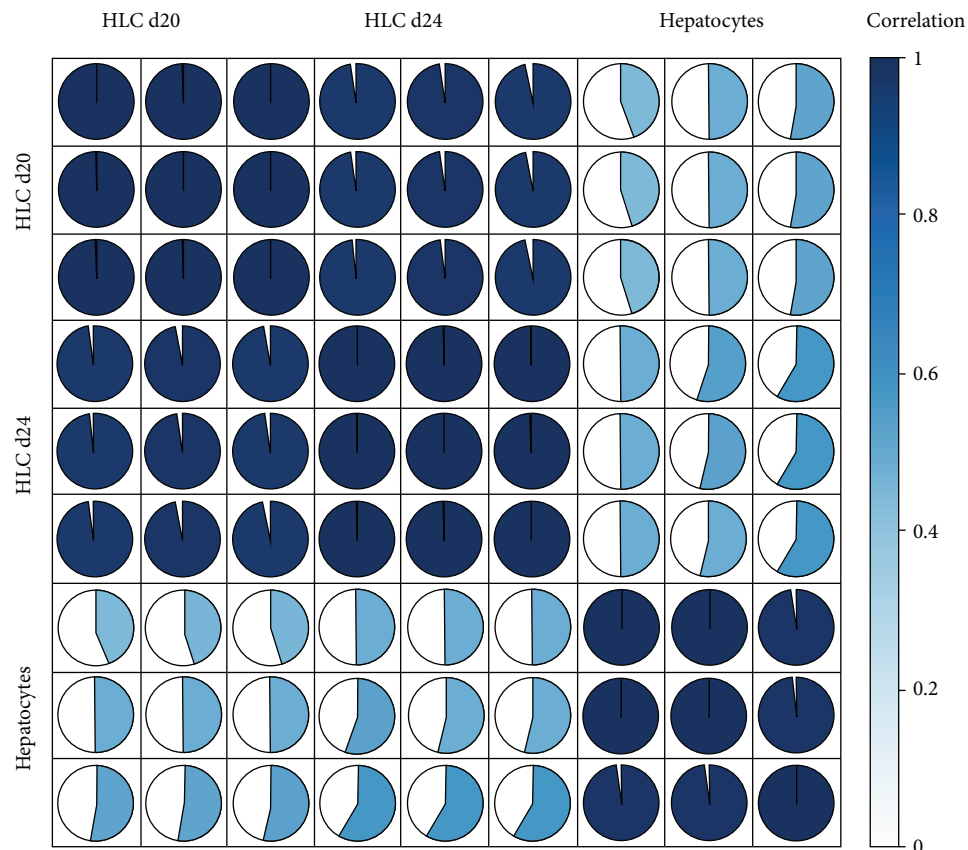 HLC d20 HLC d24 Hepatocytes Correlation
HLC d20
HLC d24
Hepatocytes
1
0.8
0.6
0.4
0.2
0